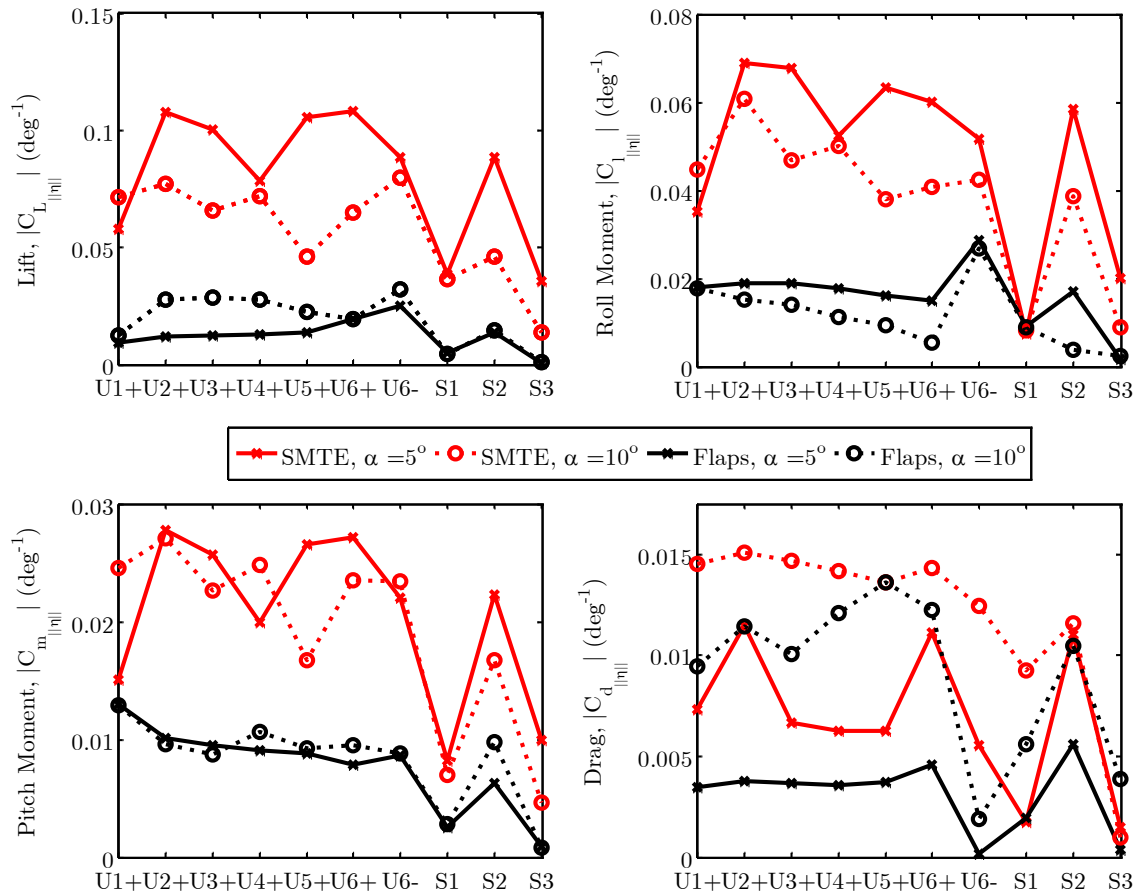 0.15
0.1
0.05
0
Lift, |C_L_||η|| | (deg⁻¹)
U1+U2+U3+U4+U5+U6+ U6- S1 S2 S3
0.08
0.06
0.04
0.02
0
Roll Moment, |C_l_||η|| | (deg⁻¹)
U1+U2+U3+U4+U5+U6+ U6- S1 S2 S3
SMTE, α =5° SMTE, α =10° Flaps, α =5° Flaps, α =10°
0.03
0.02
0.01
0
Pitch Moment, |C_m_||η|| | (deg⁻¹)
U1+U2+U3+U4+U5+U6+ U6- S1 S2 S3
0.015
0.01
0.005
0
Drag, |C_d_||η|| | (deg⁻¹)
U1+U2+U3+U4+U5+U6+ U6- S1 S2 S3